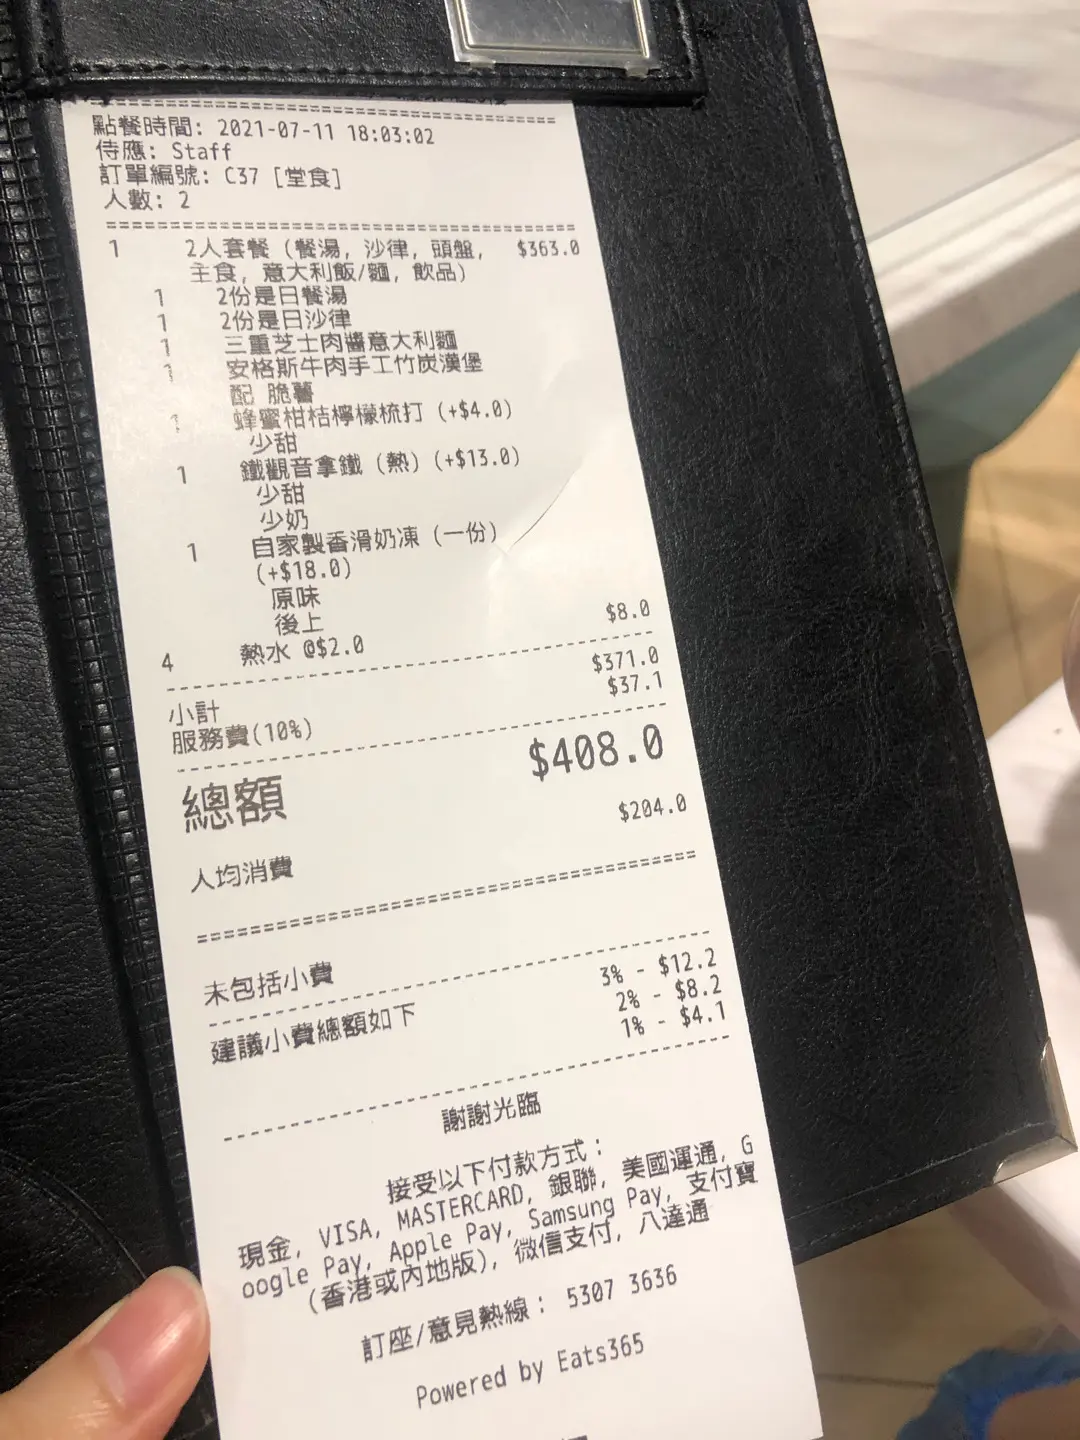 點餐時間: 2021-07-11 18:03:02
侍應: Staff
訂單編號: C37 [堂食]
人數: 2
1 2人套餐 (餐湯, 沙律, 頭盤, $363.0
主食, 意大利飯/麵, 飲品)
1 2份是日餐湯
1 2份是日沙律
1 三重芝士肉醬意大利麵
1 安格斯牛肉手工竹炭漢堡
配 脆薯
1 蜂蜜柑桔檸檬梳打 (+$4.0)
少甜
1 鐵觀音拿鐵 (熱) (+$13.0)
少甜
少奶
1 自家製香滑奶凍 (一份)
(+$18.0)
原味
後上
4 熱水 @$2.0 $8.0
小計 $371.0
服務費(10%) $37.1
總額 $408.0
人均消費 $204.0
未包括小費
建議小費總額如下 3% - $12.2
2% - $8.2
1% - $4.1
謝謝光臨
接受以下付款方式：
現金, VISA, MASTERCARD, 銀聯, 美國運通, G
oogle Pay, Apple Pay, Samsung Pay, 支付寶
(香港或內地版), 微信支付, 八達通
訂座/意見熱線： 5307 3636
Powered by Eats365